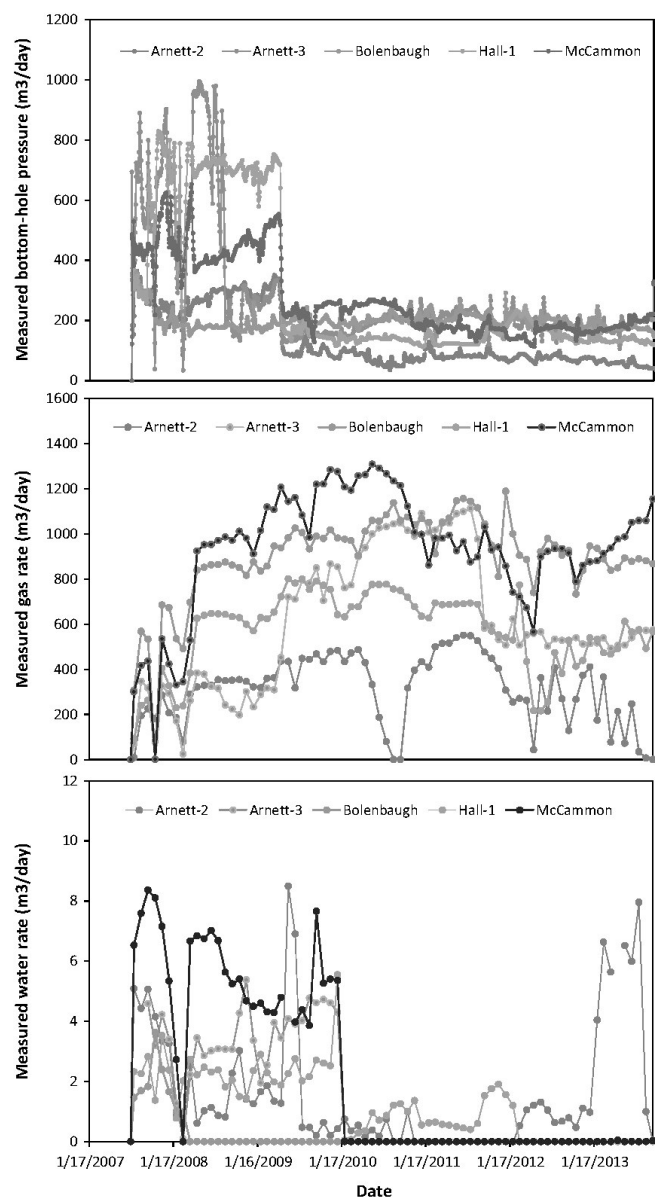 Measured bottom-hole pressure (m3/day)
1200
1000
800
600
400
200
0
Arnett-2 Arnett-3 Bolenbaugh Hall-1 McCammon
Measured gas rate (m3/day)
1600
1400
1200
1000
800
600
400
200
0
Arnett-2 Arnett-3 Bolenbaugh Hall-1 McCammon
Measured water rate (m3/day)
12
10
8
6
4
2
0
Arnett-2 Arnett-3 Bolenbaugh Hall-1 McCammon
1/17/2007 1/17/2008 1/16/2009 1/17/2010 1/17/2011 1/17/2012 1/17/2013
Date